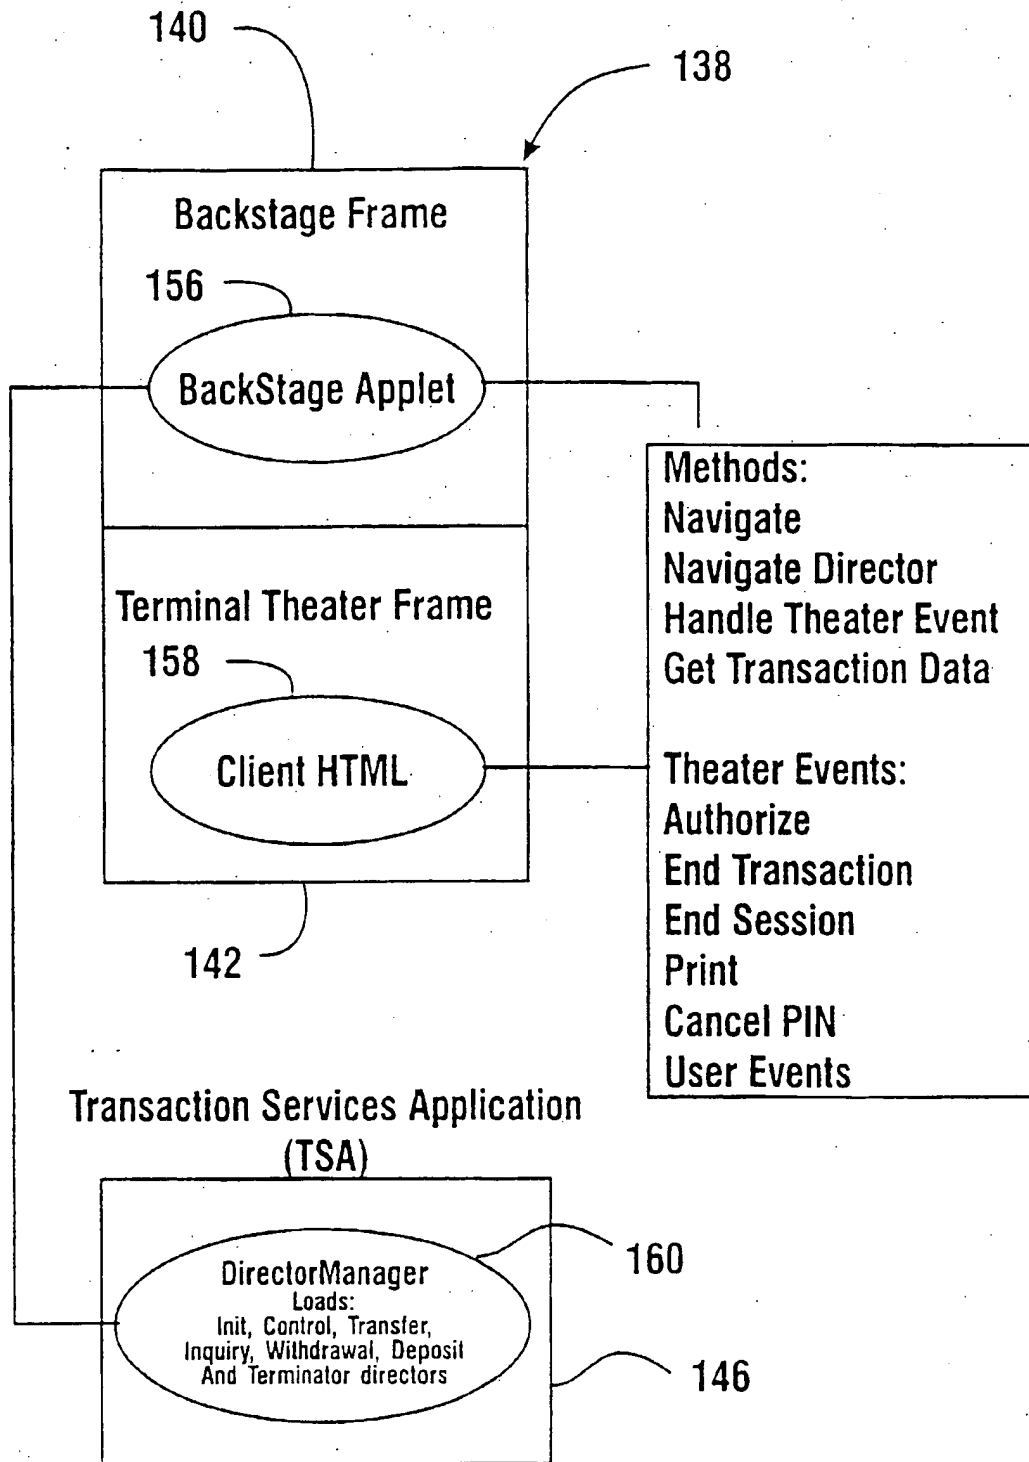 140
138
Backstage Frame
156
BackStage Applet
Methods:
Navigate
Navigate Director
Handle Theater Event
Get Transaction Data
Terminal Theater Frame
158
Client HTML
Theater Events:
Authorize
End Transaction
End Session
Print
Cancel PIN
User Events
142
Transaction Services Application
(TSA)
160
DirectorManager
Loads:
Init, Control, Transfer,
Inquiry, Withdrawal, Deposit
And Terminator directors
146